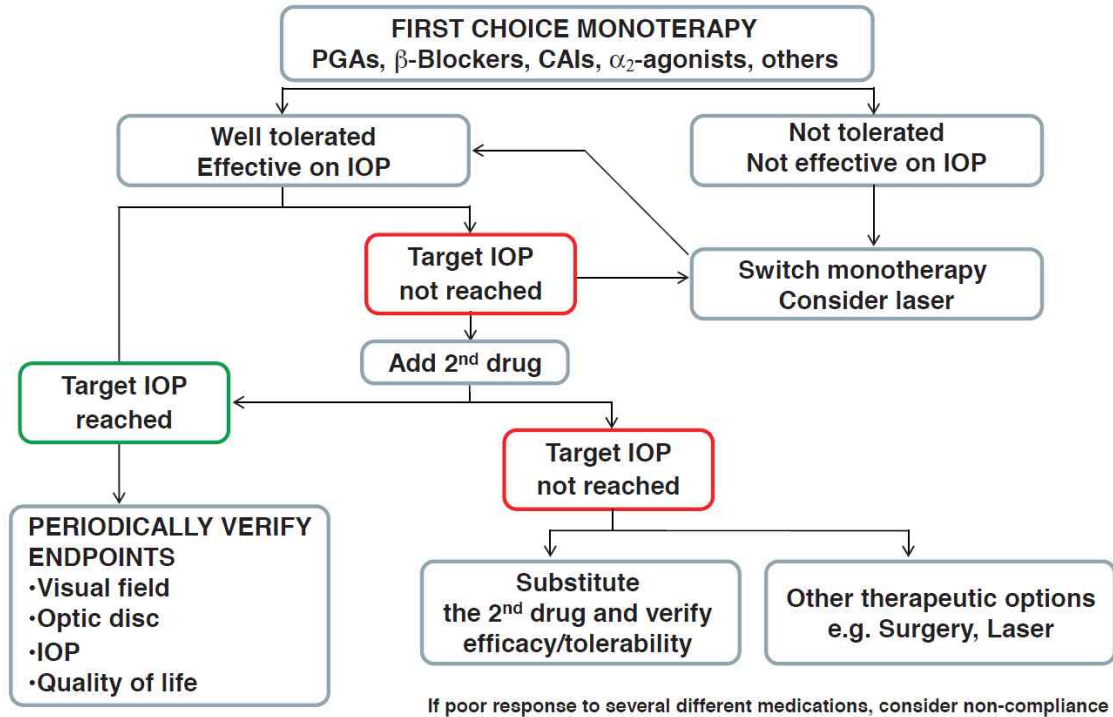 FIRST CHOICE MONOTERAPY
PGAs, β-Blockers, CAIs, α2-agonists, others
Well tolerated
Effective on IOP
Not tolerated
Not effective on IOP
Target IOP
not reached
Switch monotherapy
Consider laser
Add 2nd drug
Target IOP
reached
Target IOP
not reached
PERIODICALLY VERIFY
ENDPOINTS
•Visual field
•Optic disc
•IOP
•Quality of life
Substitute
the 2nd drug and verify
efficacy/tolerability
Other therapeutic options
e.g. Surgery, Laser
If poor response to several different medications, consider non-compliance